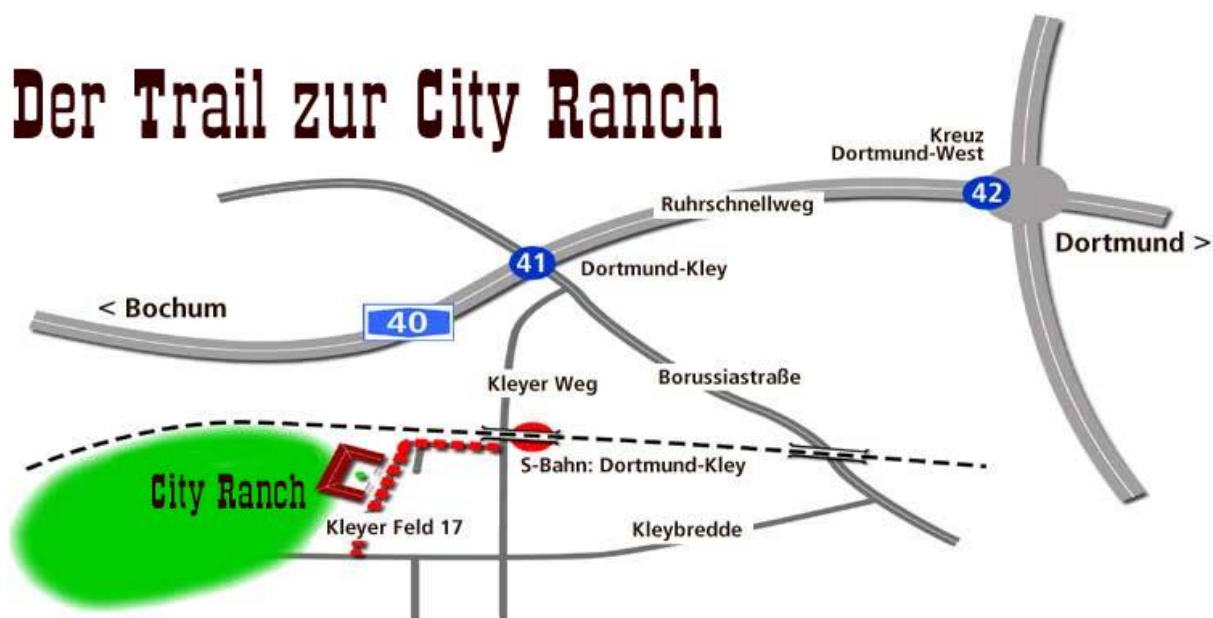 Der Trail zur City Ranch
Kreuz
Dortmund-West
42
Ruhrschnellweg
Dortmund >
41
Dortmund-Kley
< Bochum
40
Kleyer Weg
Borussiastraße
S-Bahn: Dortmund-Kley
City Ranch
Kleyer Feld 17
Kleybredde